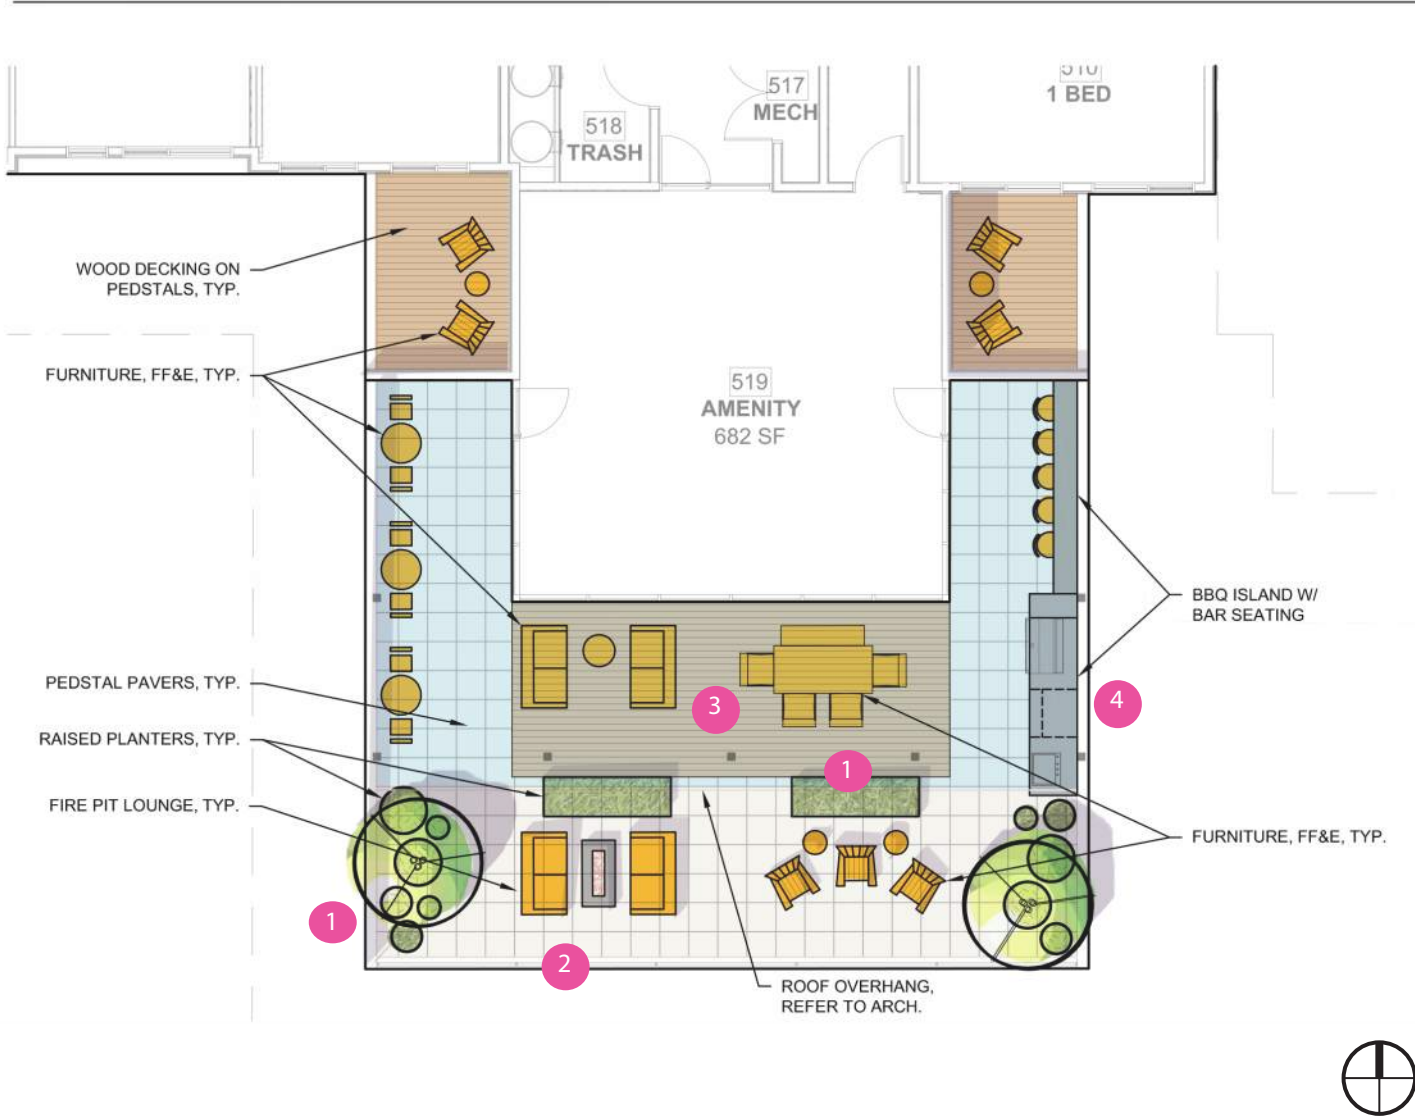 517
MECH
518
TRASH
1 BED
WOOD DECKING ON
PEDSTALS, TYP.
FURNITURE, FF&E, TYP.
519
AMENITY
682 SF
BBQ ISLAND W/
BAR SEATING
PEDSTAL PAVERS, TYP.
3
4
RAISED PLANTERS, TYP.
1
FIRE PIT LOUNGE, TYP.
FURNITURE, FF&E, TYP.
1
2
ROOF OVERHANG,
REFER TO ARCH.